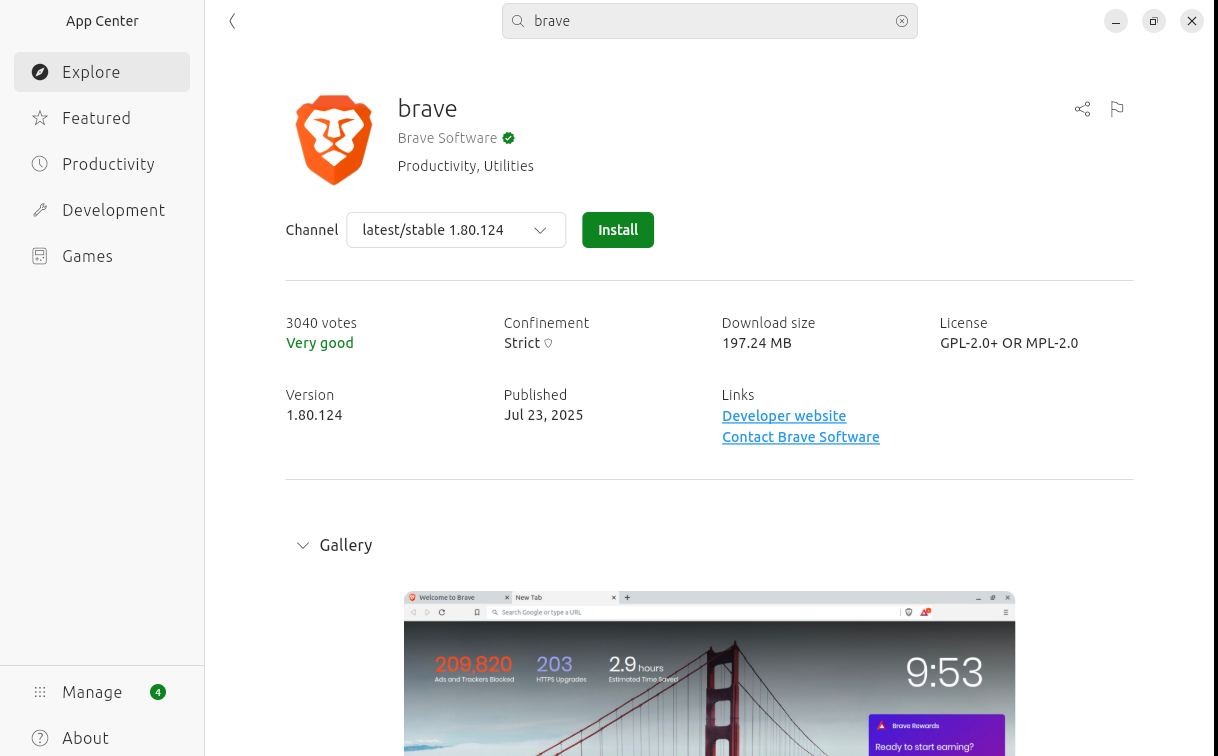 App Center
brave
Explore
Featured
Productivity
Development
Games
Manage 4
About
brave
Brave Software
Productivity, Utilities
Channel latest/stable 1.80.124 Install
3040 votes
Very good
Confinement
Strict
Download size
197.24 MB
License
GPL-2.0+ OR MPL-2.0
Version
1.80.124
Published
Jul 23, 2025
Links
Developer website
Contact Brave Software
Gallery
Welcome to Brave New Tab
Search Google or type a URL
209,820 203 2.9 hours
Ads and Trackers Blocked HTTPS Upgrades Estimated Time Saved
9:53
Brave Rewards
Ready to start earning?